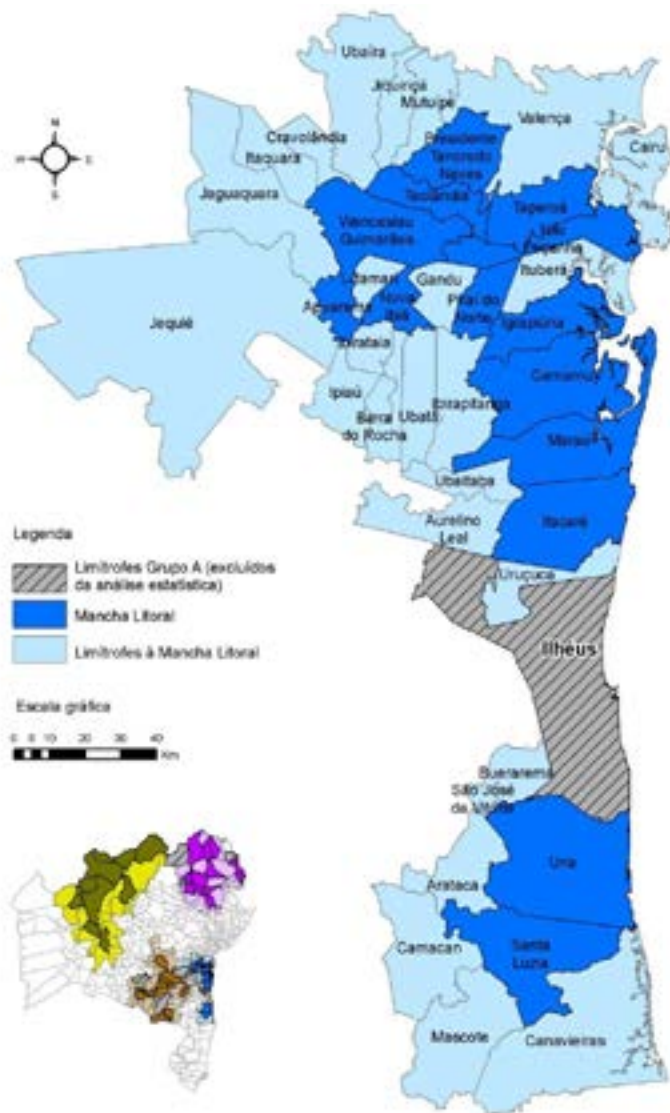 Ubaíra
Jiquiriçá
Mutuípe
Valença
Cravolândia
Itaquara
Cairu
Presidente
Tancredo
Neves
Jaguaquara
Teolândia
Taperoá
Wenceslau
Guimarães
Nilo
Peçanha
Ituberá
Itamari
Gandu
Apuarema
Nova
Ibiá
Piraí do
Norte
Igrapiúna
Jequié
Ibirataia
Camamu
Ipiaú
Barra
do Rocha
Ubatã
Ibirapitanga
Maraú
Ubaitaba
Aurelino
Leal
Itacaré
Uruçuca
Ilhéus
Legenda
Limítrofes Grupo A (excluídos
da análise estatística)
Mancha Litoral
Limítrofes à Mancha Litoral
Escala gráfica
Km
Buerarema
São José
da Vitória
Una
Arataca
Camacan
Santa
Luzia
Mascote
Canavieiras
N
W
E
S